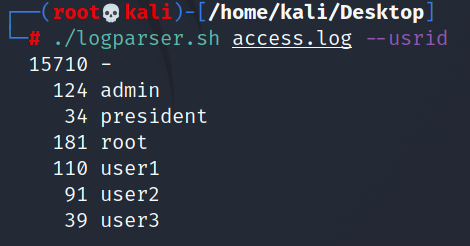 (root💀kali)-[/home/kali/Desktop]
# ./logparser.sh access.log --usrid
15710 -
124 admin
34 president
181 root
110 user1
91 user2
39 user3